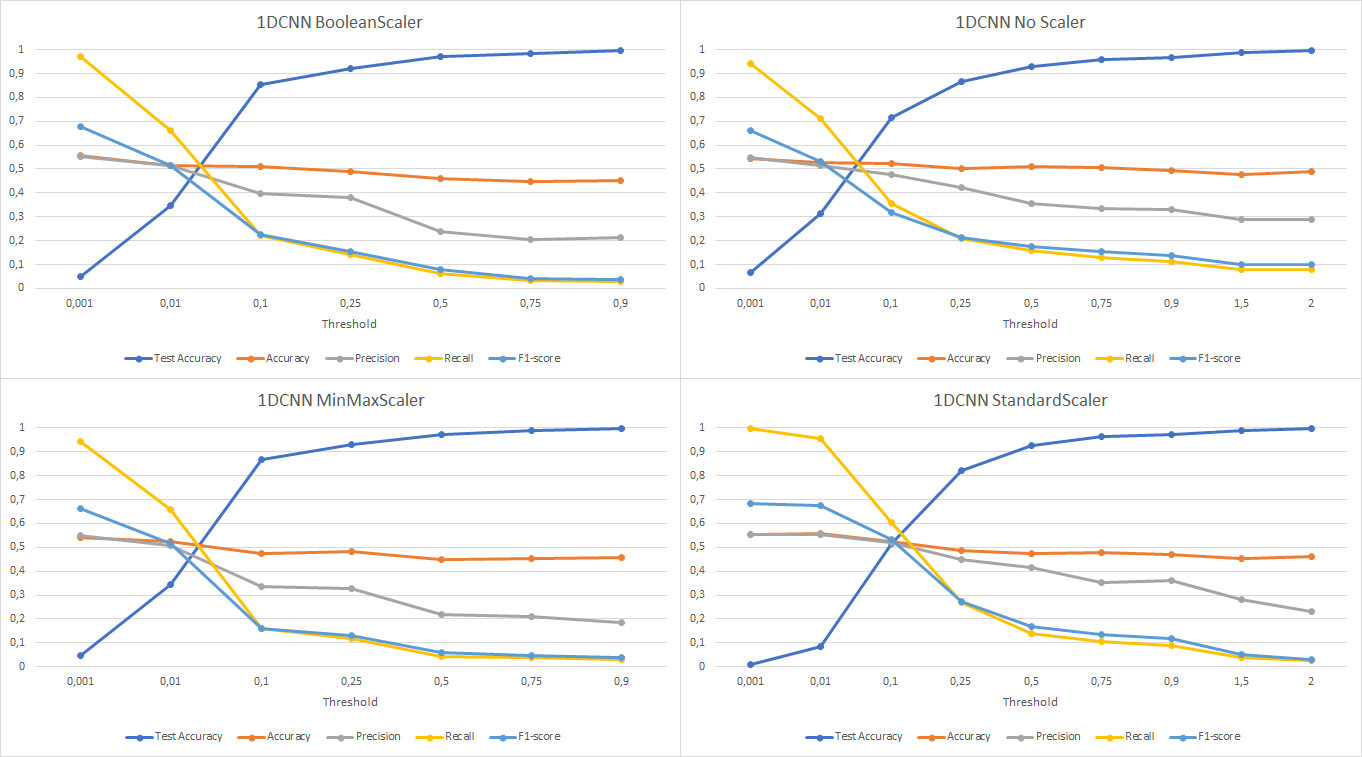 1DCNN BooleanScaler
1
0,9
0,8
0,7
0,6
0,5
0,4
0,3
0,2
0,1
0
0,001 0,01 0,1 0,25 0,5 0,75 0,9
Threshold
Test Accuracy Accuracy Precision Recall F1-score
1DCNN No Scaler
1
0,9
0,8
0,7
0,6
0,5
0,4
0,3
0,2
0,1
0
0,001 0,01 0,1 0,25 0,5 0,75 0,9 1,5 2
Threshold
Test Accuracy Accuracy Precision Recall F1-score
1DCNN MinMaxScaler
1
0,9
0,8
0,7
0,6
0,5
0,4
0,3
0,2
0,1
0
0,001 0,01 0,1 0,25 0,5 0,75 0,9
Threshold
Test Accuracy Accuracy Precision Recall F1-score
1DCNN StandardScaler
1
0,9
0,8
0,7
0,6
0,5
0,4
0,3
0,2
0,1
0
0,001 0,01 0,1 0,25 0,5 0,75 0,9 1,5 2
Threshold
Test Accuracy Accuracy Precision Recall F1-score